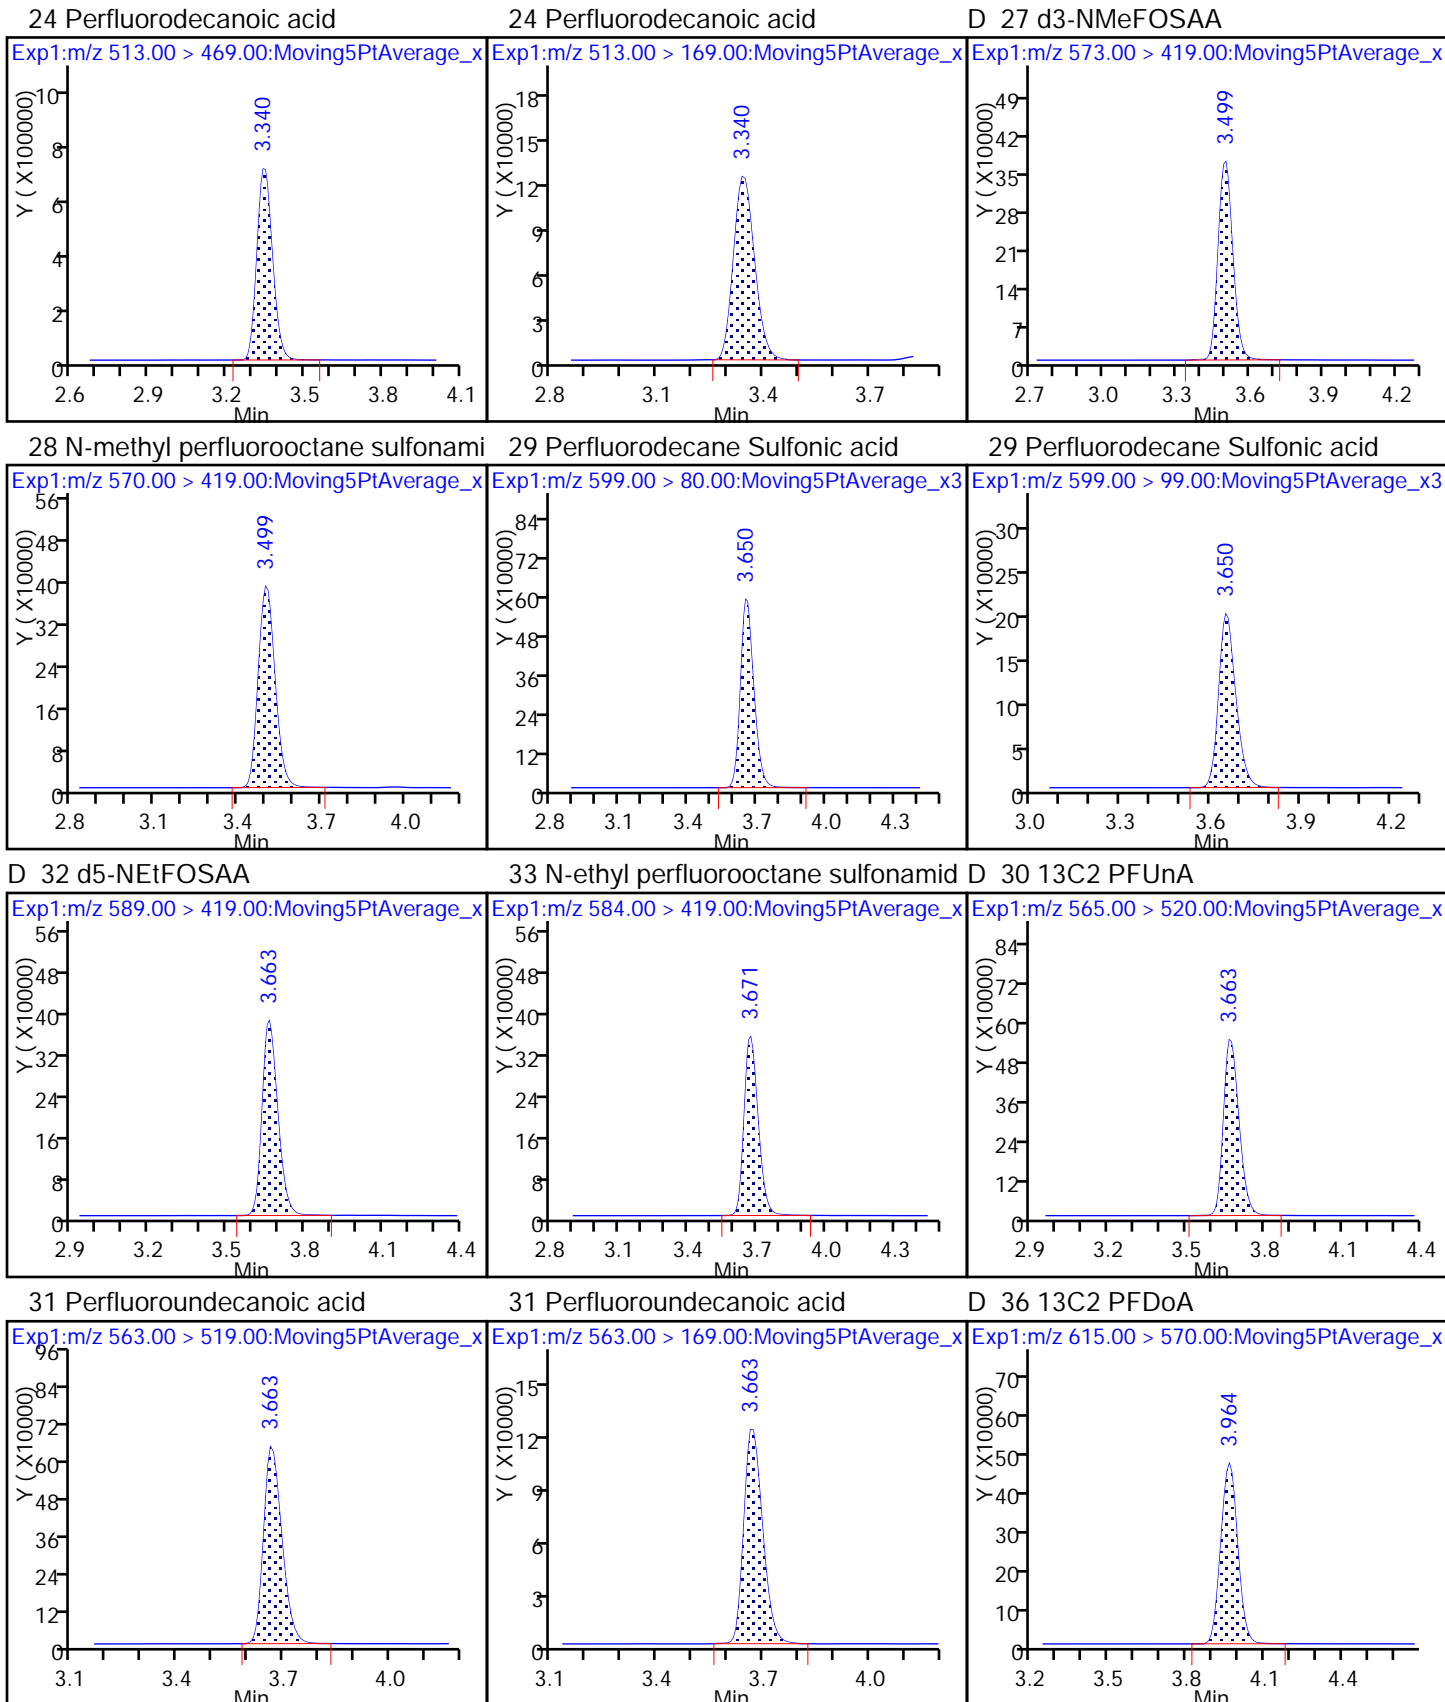 24 Perfluorodecanoic acid
24 Perfluorodecanoic acid
D 27 d3-NMeFOSAA
Exp1:m/z 513.00 > 469.00:Moving5PtAverage_x
Exp1:m/z 513.00 > 169.00:Moving5PtAverage_x
Exp1:m/z 573.00 > 419.00:Moving5PtAverage_x
Y ( X100000)
10
8
6
4
2
0
3.340
2.6 2.9 3.2 3.5 3.8 4.1
Min
Y ( X10000)
18
15
12
9
6
3
0
3.340
2.8 3.1 3.4 3.7
Min
Y ( X10000)
49
42
35
28
21
14
7
0
3.499
2.7 3.0 3.3 3.6 3.9 4.2
Min
28 N-methyl perfluorooctane sulfonami
29 Perfluorodecane Sulfonic acid
29 Perfluorodecane Sulfonic acid
Exp1:m/z 570.00 > 419.00:Moving5PtAverage_x
Exp1:m/z 599.00 > 80.00:Moving5PtAverage_x3
Exp1:m/z 599.00 > 99.00:Moving5PtAverage_x3
Y ( X10000)
56
48
40
32
24
16
8
0
3.499
2.8 3.1 3.4 3.7 4.0
Min
Y ( X10000)
84
72
60
48
36
24
12
0
3.650
2.8 3.1 3.4 3.7 4.0 4.3
Min
Y ( X10000)
30
25
20
15
10
5
0
3.650
3.0 3.3 3.6 3.9 4.2
Min
D 32 d5-NEtFOSAA
33 N-ethyl perfluorooctane sulfonamid
D 30 13C2 PFUnA
Exp1:m/z 589.00 > 419.00:Moving5PtAverage_x
Exp1:m/z 584.00 > 419.00:Moving5PtAverage_x
Exp1:m/z 565.00 > 520.00:Moving5PtAverage_x
Y ( X10000)
56
48
40
32
24
16
8
0
3.663
2.9 3.2 3.5 3.8 4.1 4.4
Min
Y ( X10000)
56
48
40
32
24
16
8
0
3.671
2.8 3.1 3.4 3.7 4.0 4.3
Min
Y ( X10000)
84
72
60
48
36
24
12
0
3.663
2.9 3.2 3.5 3.8 4.1 4.4
Min
31 Perfluoroundecanoic acid
31 Perfluoroundecanoic acid
D 36 13C2 PFDoA
Exp1:m/z 563.00 > 519.00:Moving5PtAverage_x
Exp1:m/z 563.00 > 169.00:Moving5PtAverage_x
Exp1:m/z 615.00 > 570.00:Moving5PtAverage_x
Y ( X10000)
96
84
72
60
48
36
24
12
0
3.663
3.1 3.4 3.7 4.0
Min
Y ( X10000)
15
12
9
6
3
0
3.663
3.1 3.4 3.7 4.0
Min
Y ( X10000)
70
60
50
40
30
20
10
0
3.964
3.2 3.5 3.8 4.1 4.4
Min